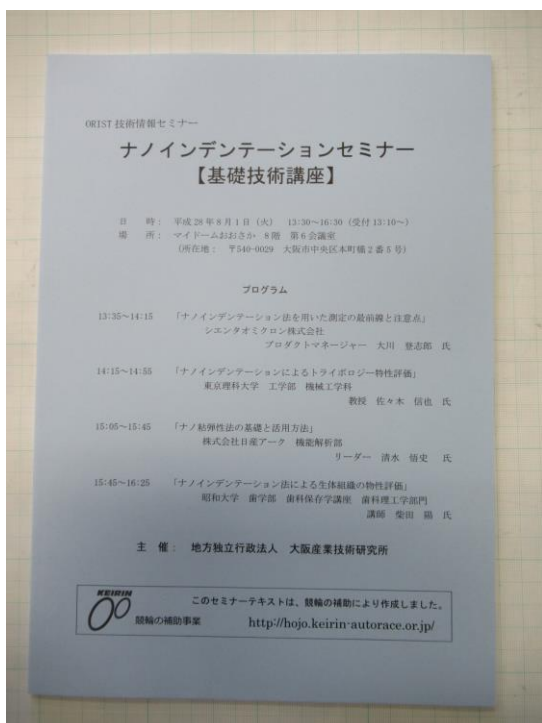 ORIST 技術情報セミナー
ナノインデンテーションセミナー
【基礎技術講座】
日　時： 平成 28 年 8 月 1 日（火） 13:30～16:30（受付 13:10～）
場　所： マイドームおおさか 8 階 第 6 会議室
（所在地： 〒540-0029 大阪市中央区本町橋 2 番 5 号）
プログラム
13:35～14:15 「ナノインデンテーション法を用いた測定の最前線と注意点」
シエンタオミクロン株式会社
プロダクトマネージャー 大川 登志郎 氏
14:15～14:55 「ナノインデンテーションによるトライボロジー特性評価」
東京理科大学 工学部 機械工学科
教授 佐々木 信也 氏
15:05～15:45 「ナノ粘弾性法の基礎と活用方法」
株式会社日産アーク 機能解析部
リーダー 清水 悟史 氏
15:45～16:25 「ナノインデンテーション法による生体組織の物性評価」
昭和大学 歯学部 歯科保存学講座 歯科理工学部門
講師 柴田 陽 氏
主　催： 地方独立行政法人 大阪産業技術研究所
KEIRIN
このセミナーテキストは、競輪の補助により作成しました。
競輪の補助事業 http://hojo.keirin-autorace.or.jp/